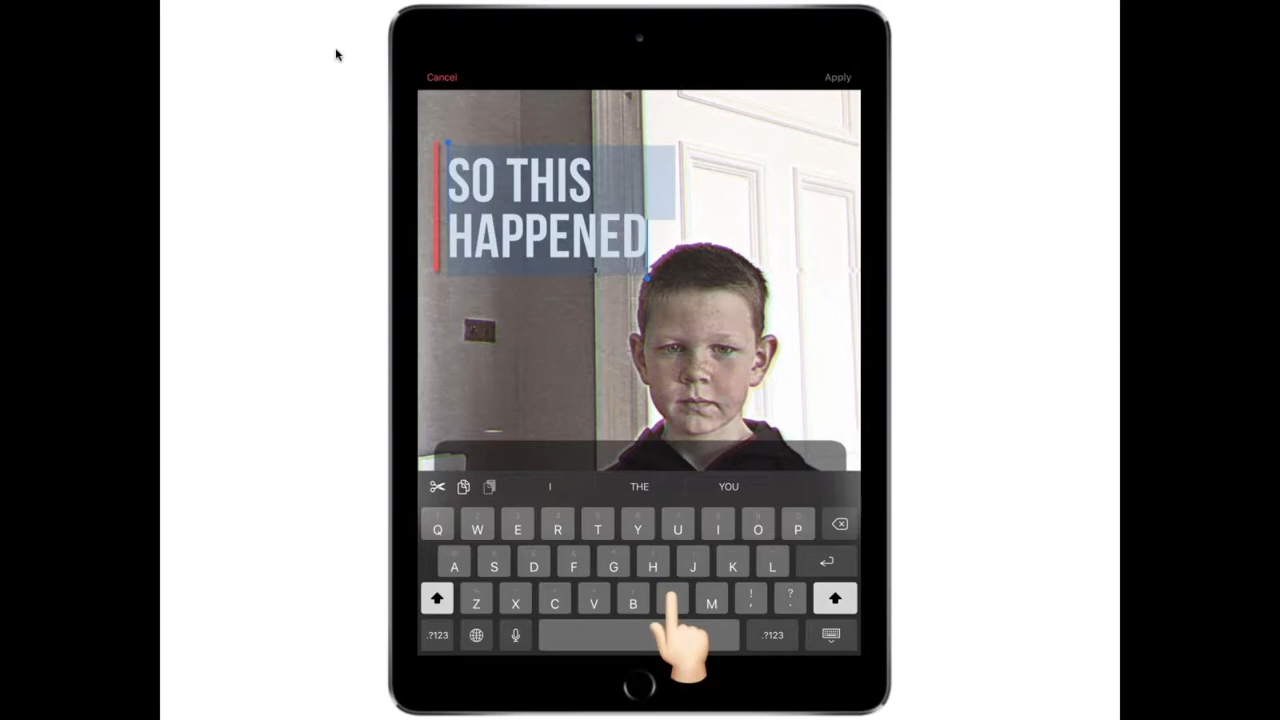 Cancel Apply
SO THIS
HAPPENED
I THE YOU
Q W E R T Y U I O P
A S D F G H J K L
Z X C V B M ! , ? .
.?123 .?123